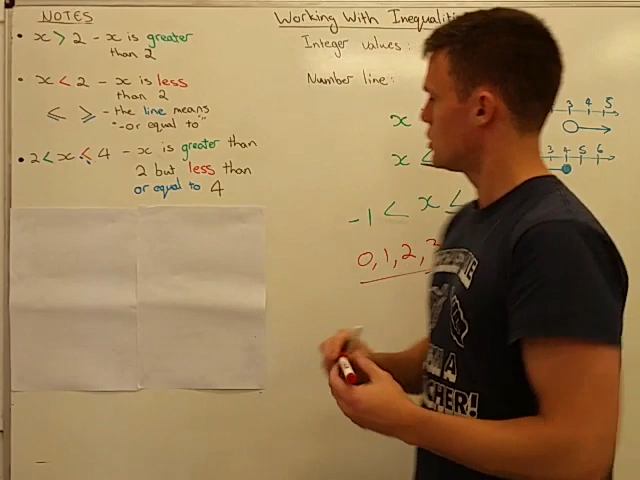 NOTES
• x > 2 - x is greater
than 2
• x < 2 - x is less
than 2
≤ ≥ - the line means
"-or equal to"
• 2 < x ≤ 4 - x is greater than
2 but less than
or equal to 4
Working With Inequaliti
Integer values:
Number line:
x
3 4 5
x ≤
3 4 5 6
-1 < x ≤
0, 1, 2, 3